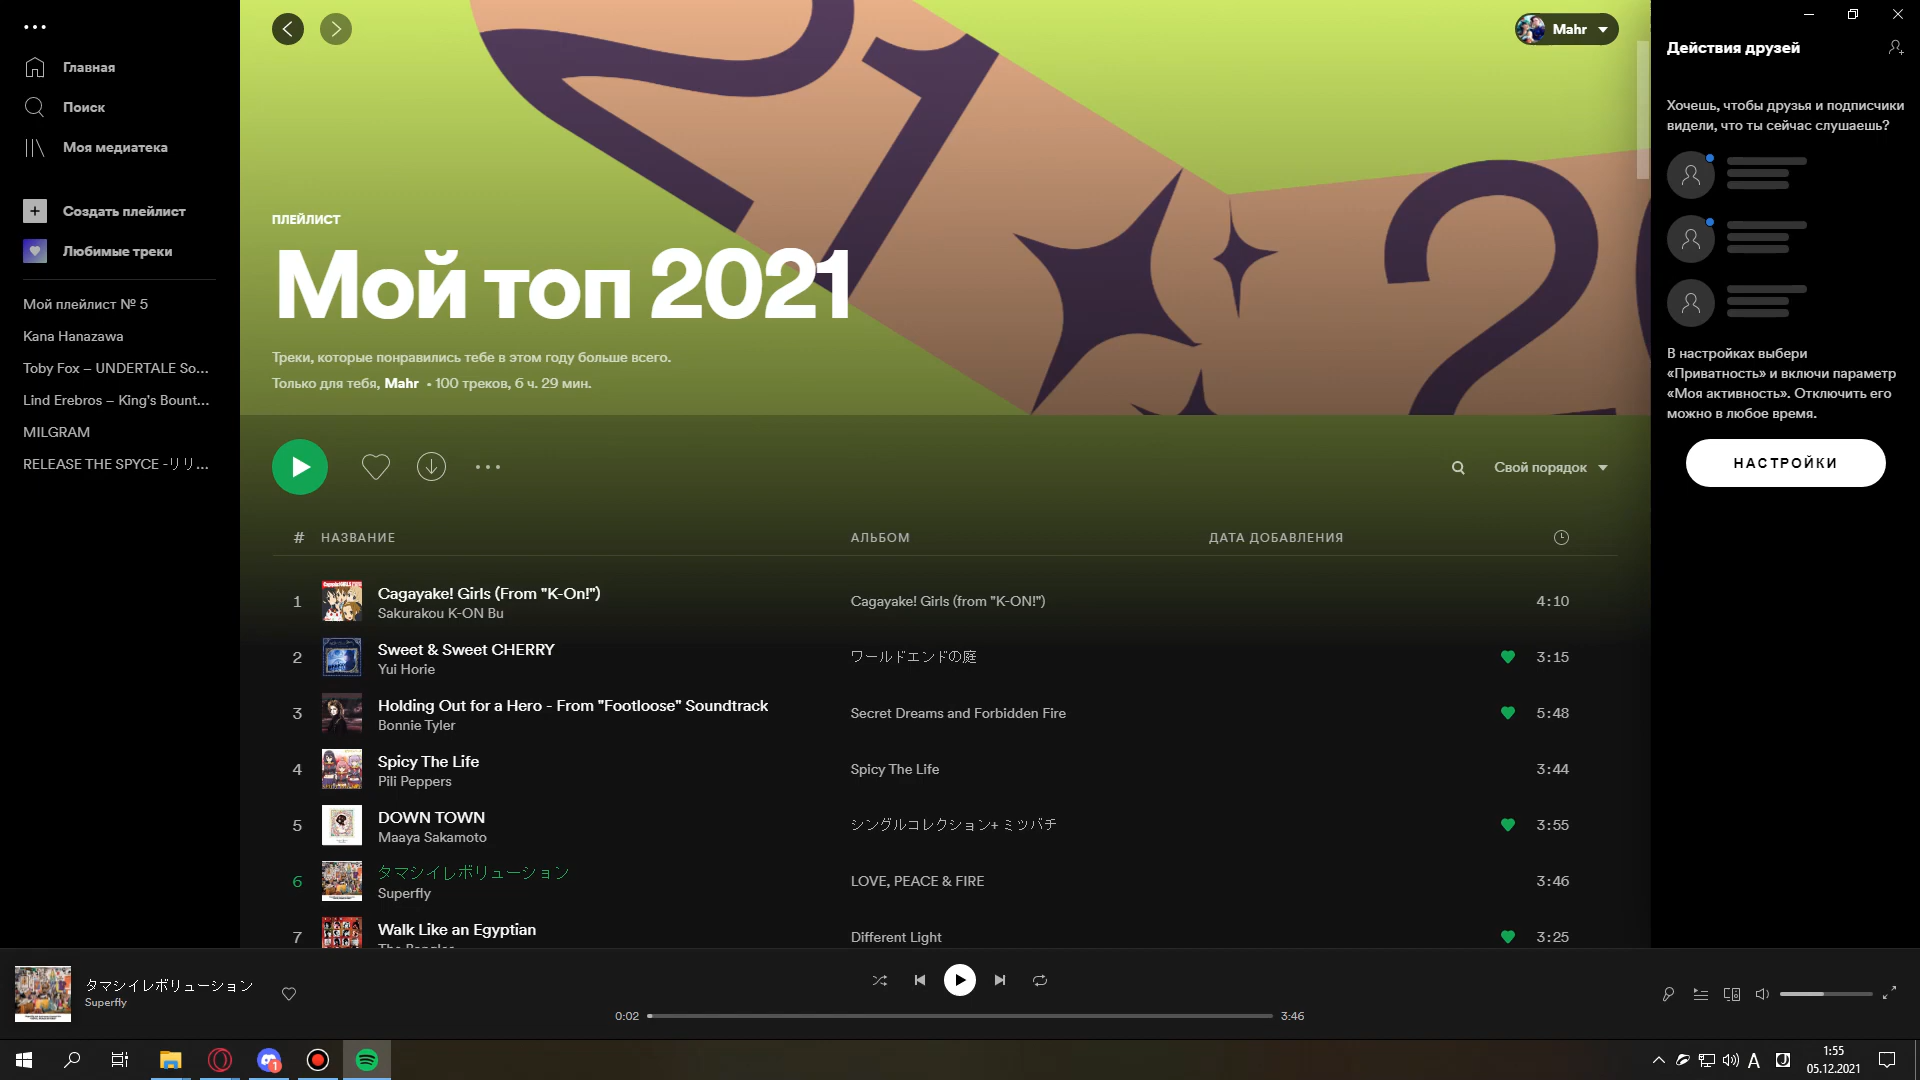 Главная
Поиск
Моя медиатека
Создать плейлист
Любимые треки
Мой плейлист № 5
Kana Hanazawa
Toby Fox – UNDERTALE So...
Lind Erebros – King's Bount...
MILGRAM
RELEASE THE SPYCE -リリ...
Mahr
ПЛЕЙЛИСТ
Мой топ 2021
Треки, которые понравились тебе в этом году больше всего.
Только для тебя, Mahr • 100 треков, 6 ч. 29 мин.
Свой порядок
# НАЗВАНИЕ АЛЬБОМ ДАТА ДОБАВЛЕНИЯ
1 Cagayake! Girls (From "K-On!") Cagayake! Girls (from "K-ON!") 4:10
Sakurakou K-ON Bu
2 Sweet & Sweet CHERRY ワールドエンドの庭 3:15
Yui Horie
3 Holding Out for a Hero - From "Footloose" Soundtrack Secret Dreams and Forbidden Fire 5:48
Bonnie Tyler
4 Spicy The Life Spicy The Life 3:44
Pili Peppers
5 DOWN TOWN シングルコレクション+ ミツバチ 3:55
Maaya Sakamoto
6 タマシイレボリューション LOVE, PEACE & FIRE 3:46
Superfly
7 Walk Like an Egyptian Different Light 3:25
The Bangles
Действия друзей
Хочешь, чтобы друзья и подписчики
видели, что ты сейчас слушаешь?
В настройках выбери
«Приватность» и включи параметр
«Моя активность». Отключить его
можно в любое время.
НАСТРОЙКИ
タマシイレボリューション
Superfly
0:02 3:46
1
A
J
1:55
05.12.2021